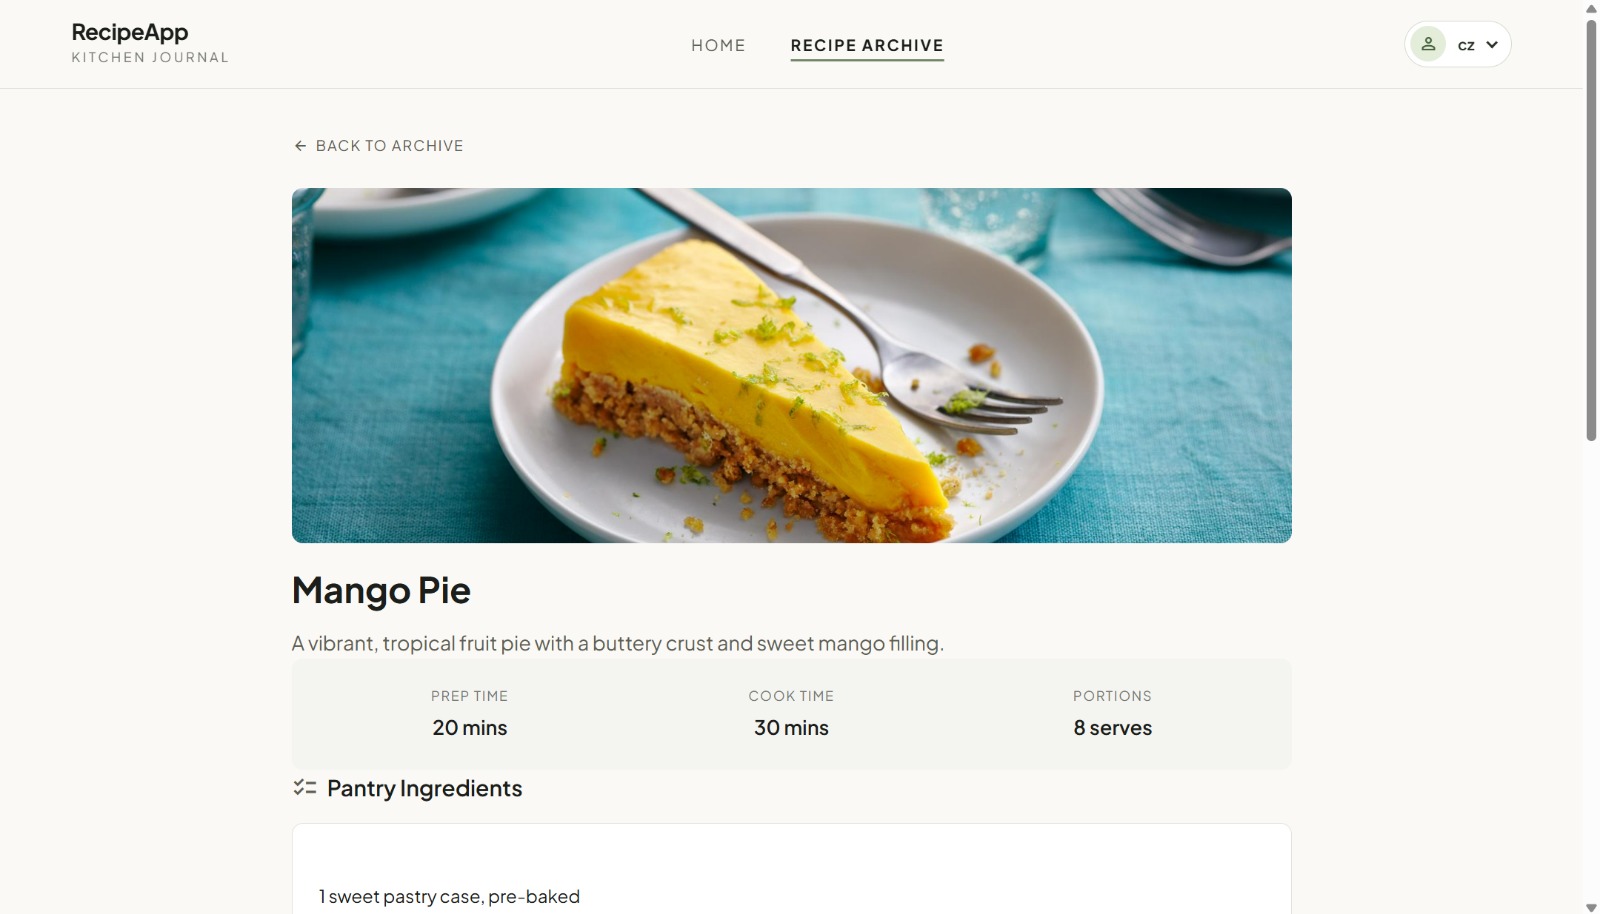 RecipeApp
KITCHEN JOURNAL
HOME
RECIPE ARCHIVE
cz
BACK TO ARCHIVE
Mango Pie
A vibrant, tropical fruit pie with a buttery crust and sweet mango filling.
PREP TIME
20 mins
COOK TIME
30 mins
PORTIONS
8 serves
Pantry Ingredients
1 sweet pastry case, pre-baked